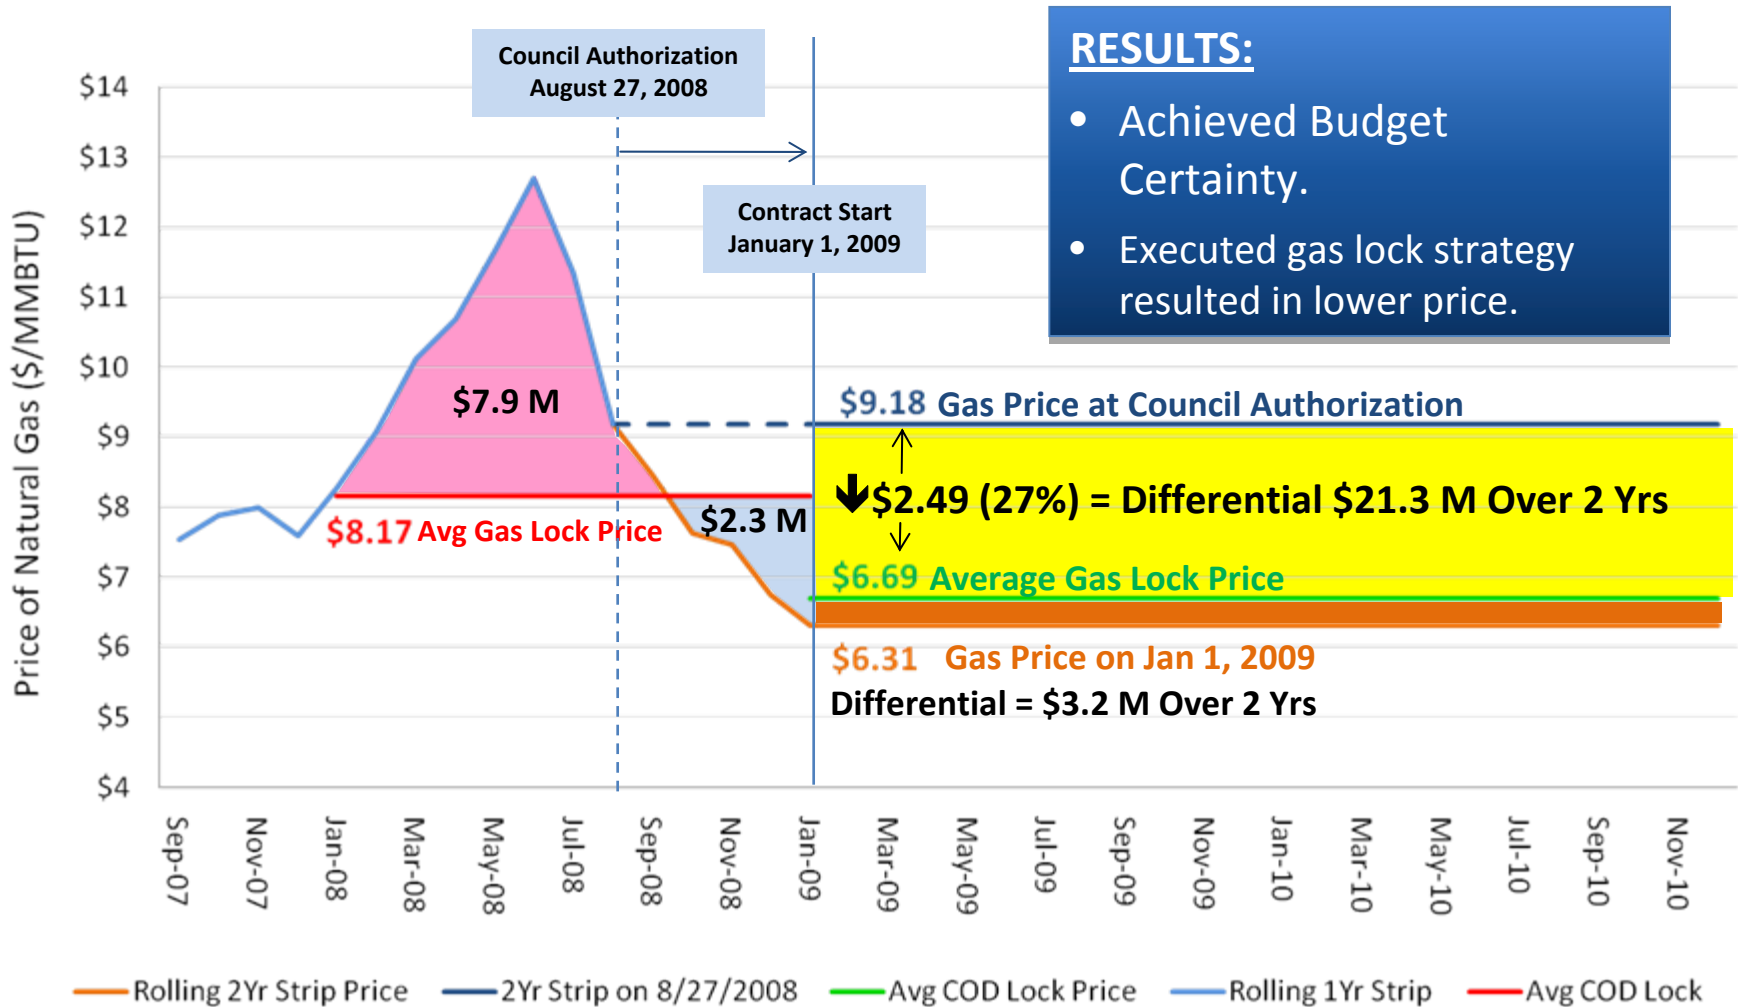 Council Authorization
August 27, 2008
RESULTS:
• Achieved Budget
Certainty.
• Executed gas lock strategy
resulted in lower price.
Contract Start
January 1, 2009
Price of Natural Gas ($/MMBTU)
$14
$13
$12
$11
$10
$9
$8
$7
$6
$5
$4
$7.9 M
$9.18 Gas Price at Council Authorization
$2.49 (27%) = Differential $21.3 M Over 2 Yrs
$8.17 Avg Gas Lock Price
$2.3 M
$6.69 Average Gas Lock Price
$6.31 Gas Price on Jan 1, 2009
Differential = $3.2 M Over 2 Yrs
Sep-07
Nov-07
Jan-08
Mar-08
May-08
Jul-08
Sep-08
Nov-08
Jan-09
Mar-09
May-09
Jul-09
Sep-09
Nov-09
Jan-10
Mar-10
May-10
Jul-10
Sep-10
Nov-10
Rolling 2Yr Strip Price
2Yr Strip on 8/27/2008
Avg COD Lock Price
Rolling 1Yr Strip
Avg COD Lock